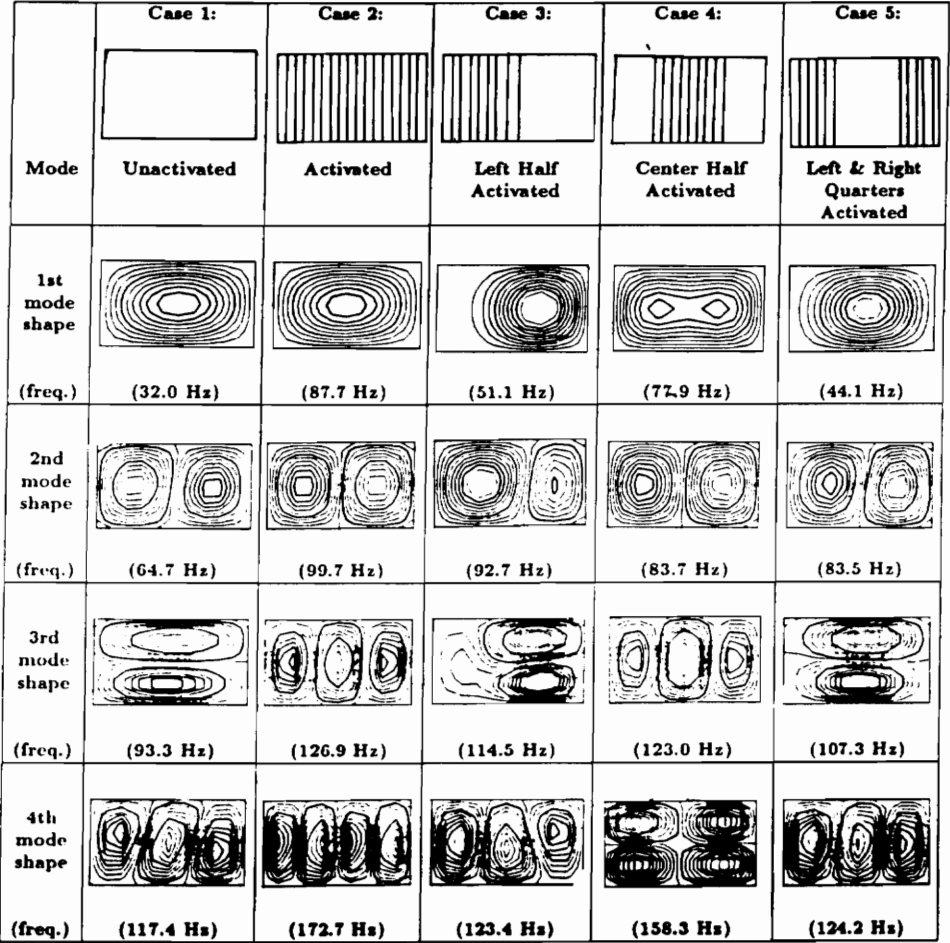 Case 1:
Case 2:
Case 3:
Case 4:
Case 5:
Mode
Unactivated
Activated
Left Half
Activated
Center Half
Activated
Left & Right
Quarters
Activated
1st
mode
shape
(freq.)
(32.0 Hz)
(87.7 Hz)
(51.1 Hz)
(77.9 Hz)
(44.1 Hz)
2nd
mode
shape
(freq.)
(64.7 Hz)
(99.7 Hz)
(92.7 Hz)
(83.7 Hz)
(83.5 Hz)
3rd
mode
shape
(freq.)
(93.3 Hz)
(126.9 Hz)
(114.5 Hz)
(123.0 Hz)
(107.3 Hz)
4th
mode
shape
(freq.)
(117.4 Hz)
(172.7 Hz)
(123.4 Hz)
(158.3 Hz)
(124.2 Hz)